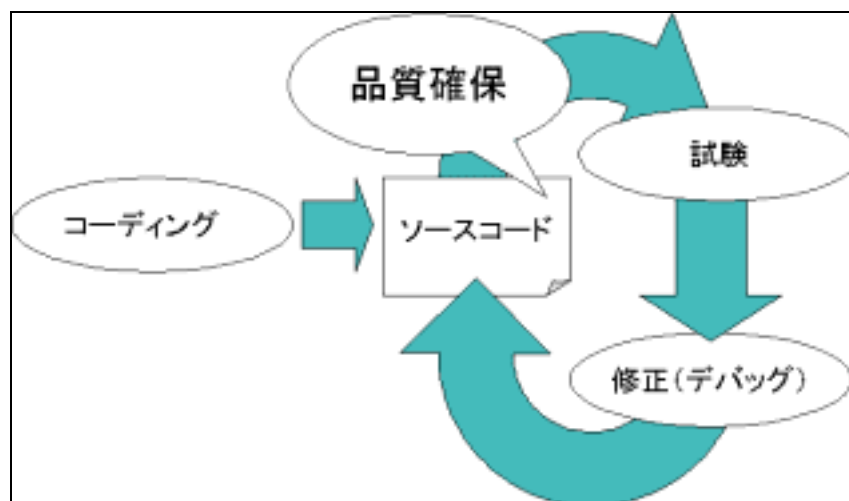 品質確保
試験
コーディング
ソースコード
修正(デバッグ)